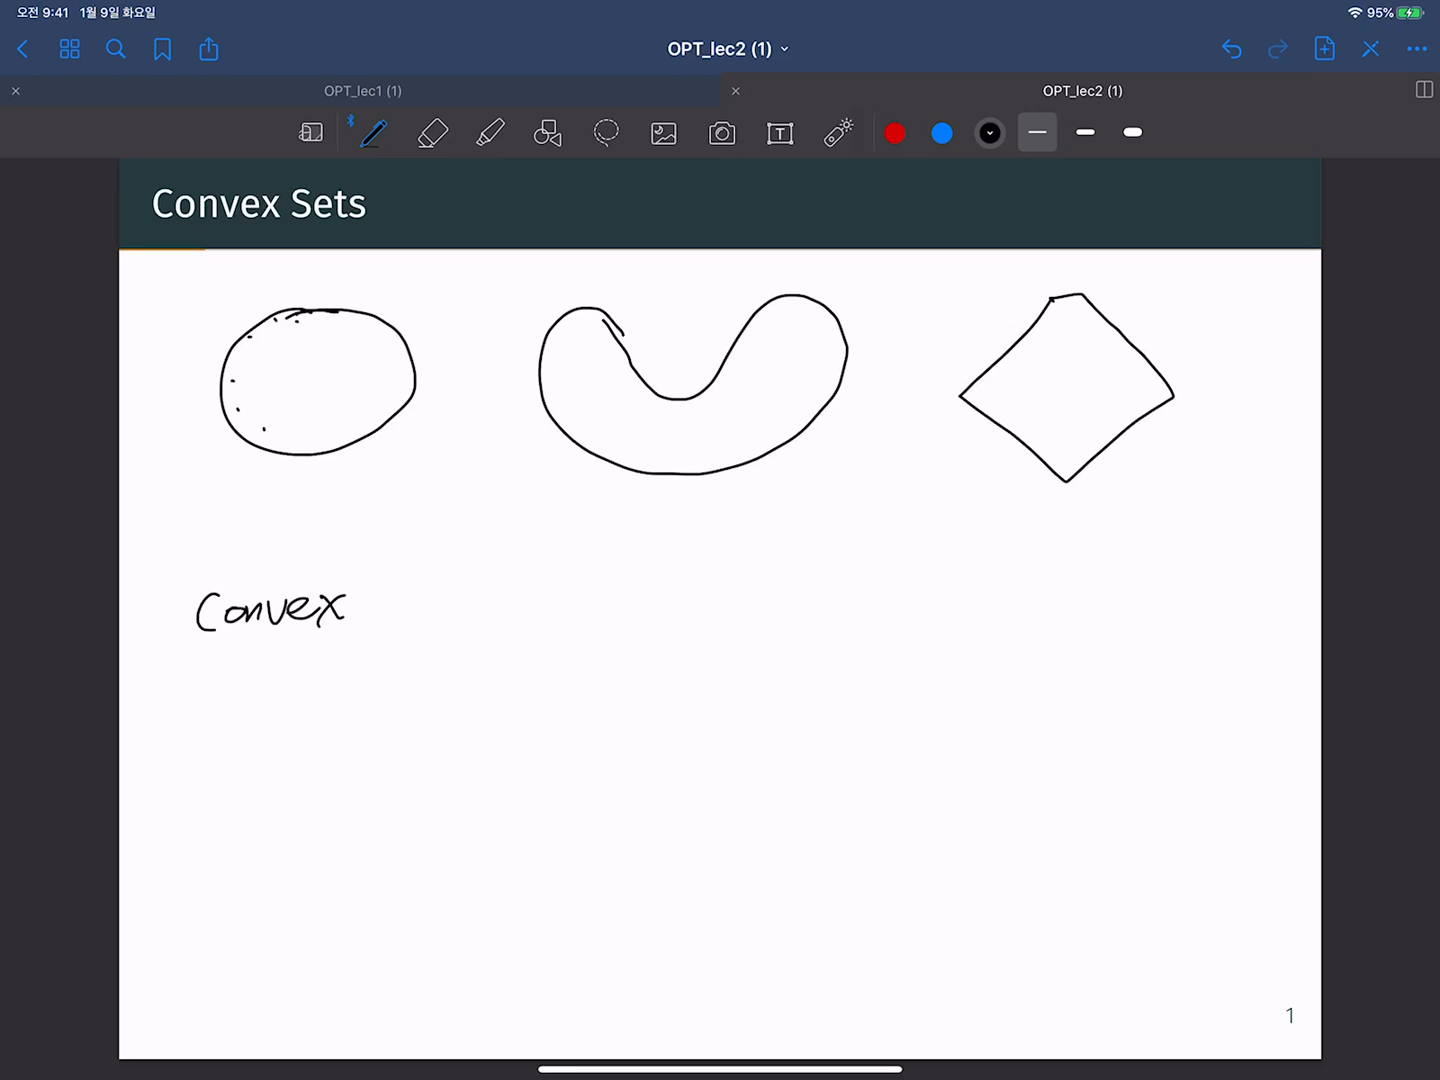 오전 9:41 1월 9일 화요일
95%
OPT_lec2 (1)
OPT_lec1 (1)
OPT_lec2 (1)
T
Convex Sets
Convex
1